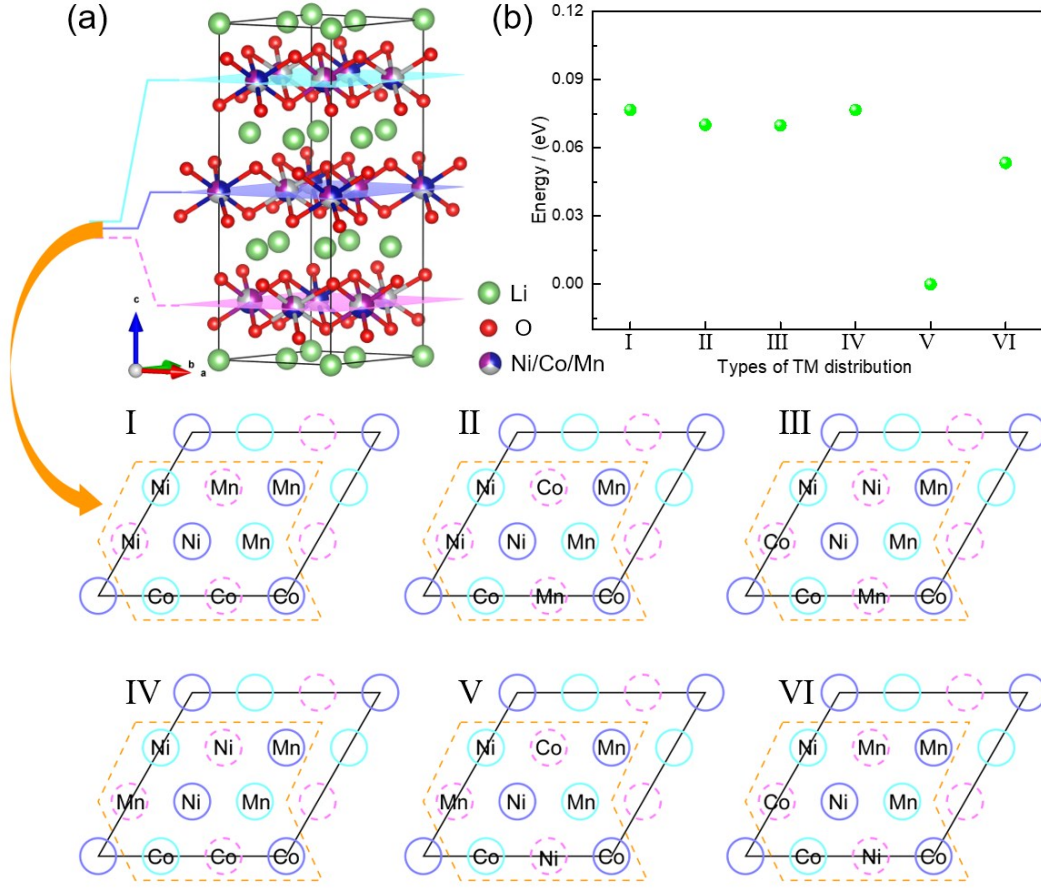 (a)
c
b
a
Li
O
Ni/Co/Mn
(b)
0.12
0.09
0.06
0.03
0.00
Energy / (eV)
I II III IV V VI
Types of TM distribution
I
Ni Mn Mn
Ni Ni Mn
Co Co Co
II
Ni Co Mn
Ni Ni Mn
Co Mn Co
III
Ni Ni Mn
Co Ni Mn
Co Mn Co
IV
Ni Ni Mn
Mn Ni Mn
Co Co Co
V
Ni Co Mn
Mn Ni Mn
Co Ni Co
VI
Ni Mn Mn
Co Ni Mn
Co Ni Co